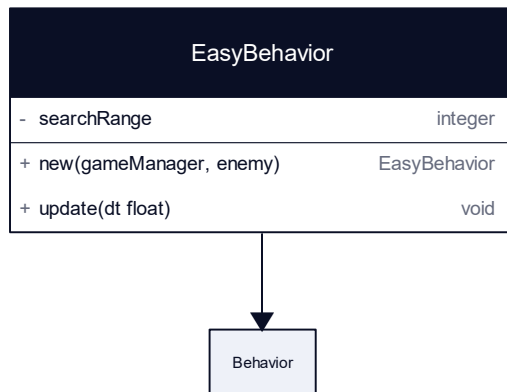 EasyBehavior
- searchRange integer
+ new(gameManager, enemy) EasyBehavior
+ update(dt float) void
Behavior